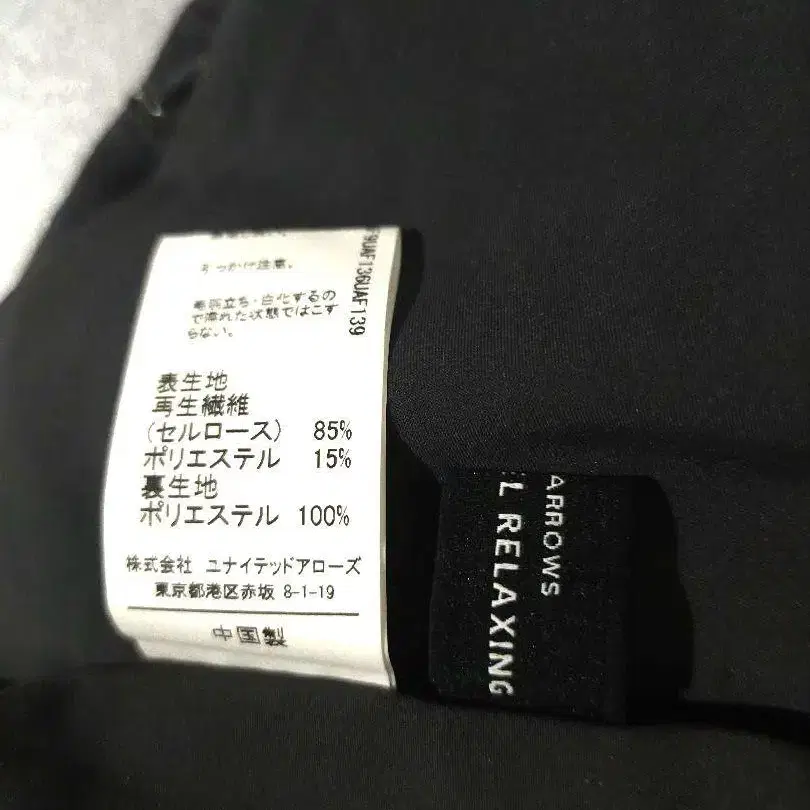 引っかけ注意。
毛羽立ち・白化するの
で濡れた状態ではこす
らない。
表生地
再生繊維
(セルロース) 85%
ポリエステル 15%
裏生地
ポリエステル 100%
株式会社 ユナイテッドアローズ
東京都港区赤坂 8-1-19
中国製
UAF136UAF139
ARROWS
L RELAXING